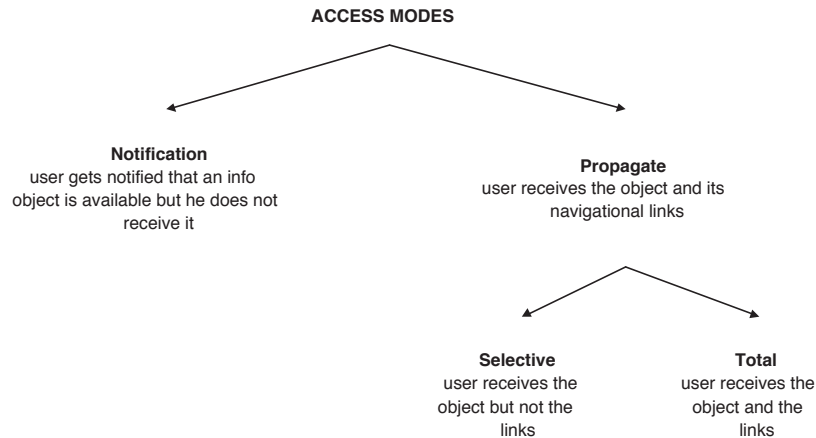 ACCESS MODES
Notification
user gets notified that an info
object is available but he does not
receive it
Propagate
user receives the object and its
navigational links
Selective
user receives the
object but not the
links
Total
user receives the
object and the
links